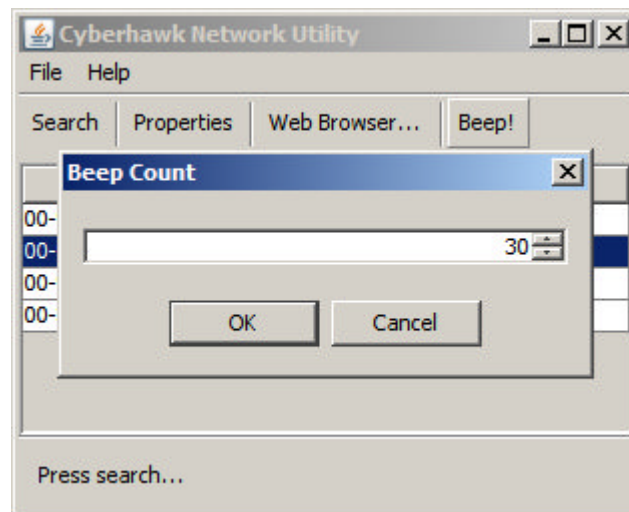 Cyberhawk Network Utility
File Help
Search Properties Web Browser... Beep!
Beep Count
00-
30
00-
00-
00-
OK Cancel
Press search...